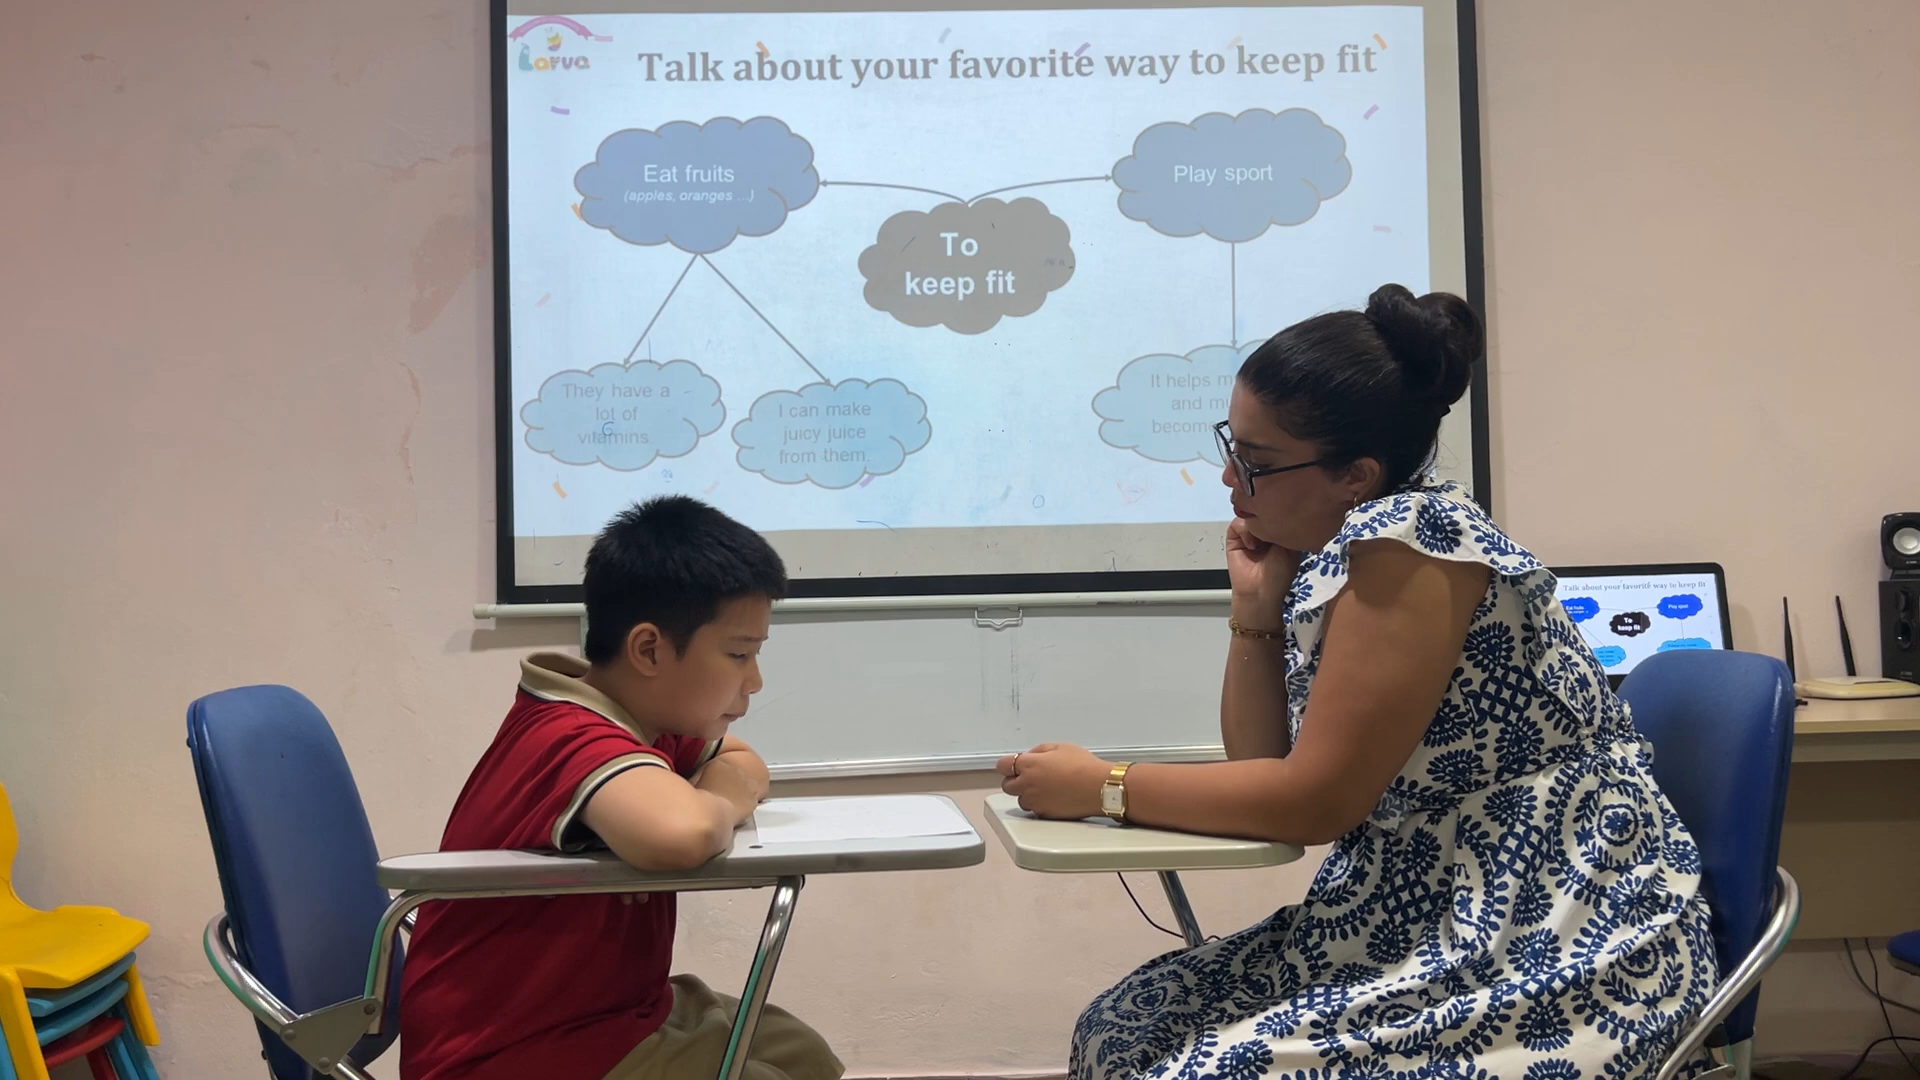 Larva
Talk about your favorite way to keep fit
Eat fruits
(apples, oranges ...)
Play sport
To
keep fit
They have a
lot of
vitamins.
I can make
juicy juice
from them.
It helps
and
Talk about your favorite way to keep fit
Eat fruits
Play sport
To
keep fit